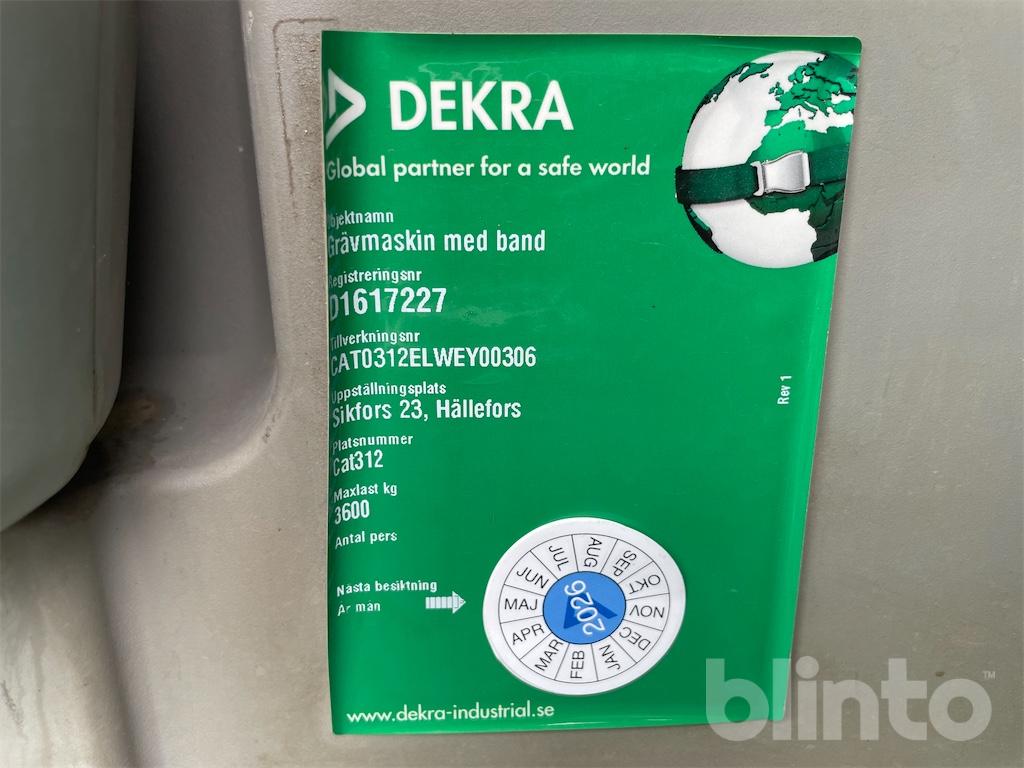 DEKRA
Global partner for a safe world
Objektnamn
Grävmaskin med band
Registreringsnr
D1617227
Tillverkningsnr
CAT0312ELWEY00306
Uppställningsplats
Sikfors 23, Hällefors
Platsnummer
Cat312
Maxlast kg
3600
Antal pers
Rev 1
Nästa besiktning
År mån
JAN
FEB
MAR
APR
MAJ
JUN
JUL
AUG
SEP
OKT
NOV
DEC
2026
www.dekra-industrial.se
blinto™